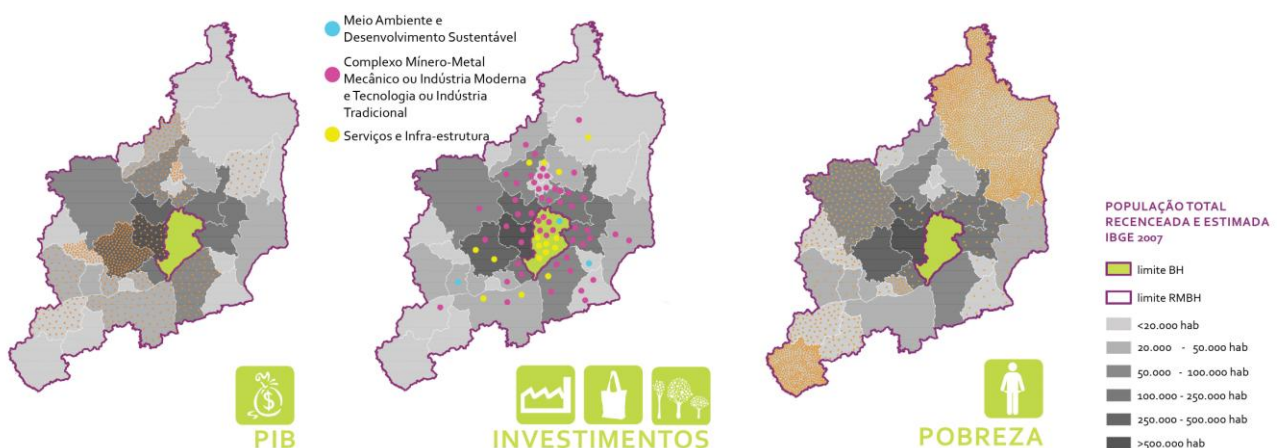 Meio Ambiente e
Desenvolvimento Sustentável
Complexo Mínero-Metal
Mecânico ou Indústria Moderna
e Tecnologia ou Indústria
Tradicional
Serviços e Infra-estrutura
$
PIB
INVESTIMENTOS
POBREZA
POPULAÇÃO TOTAL
RECENCEADA E ESTIMADA
IBGE 2007
limite BH
limite RMBH
<20.000 hab
20.000 - 50.000 hab
50.000 - 100.000 hab
100.000 - 250.000 hab
250.000 - 500.000 hab
>500.000 hab